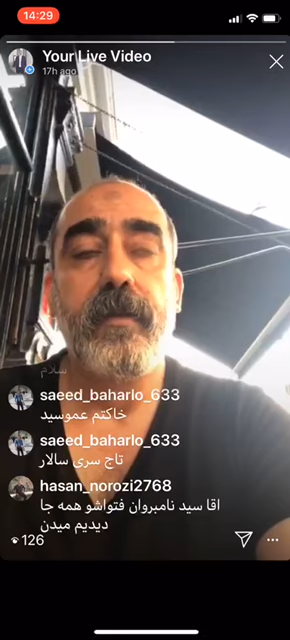 14:29
Your Live Video
17h ago
سلام
saeed_baharlo_633
خاکتم عموسید
saeed_baharlo_633
تاج سری سالار
hasan_norozi2768
اقا سید نامبروان فتواشو همه جا
دیدیم میدن
126